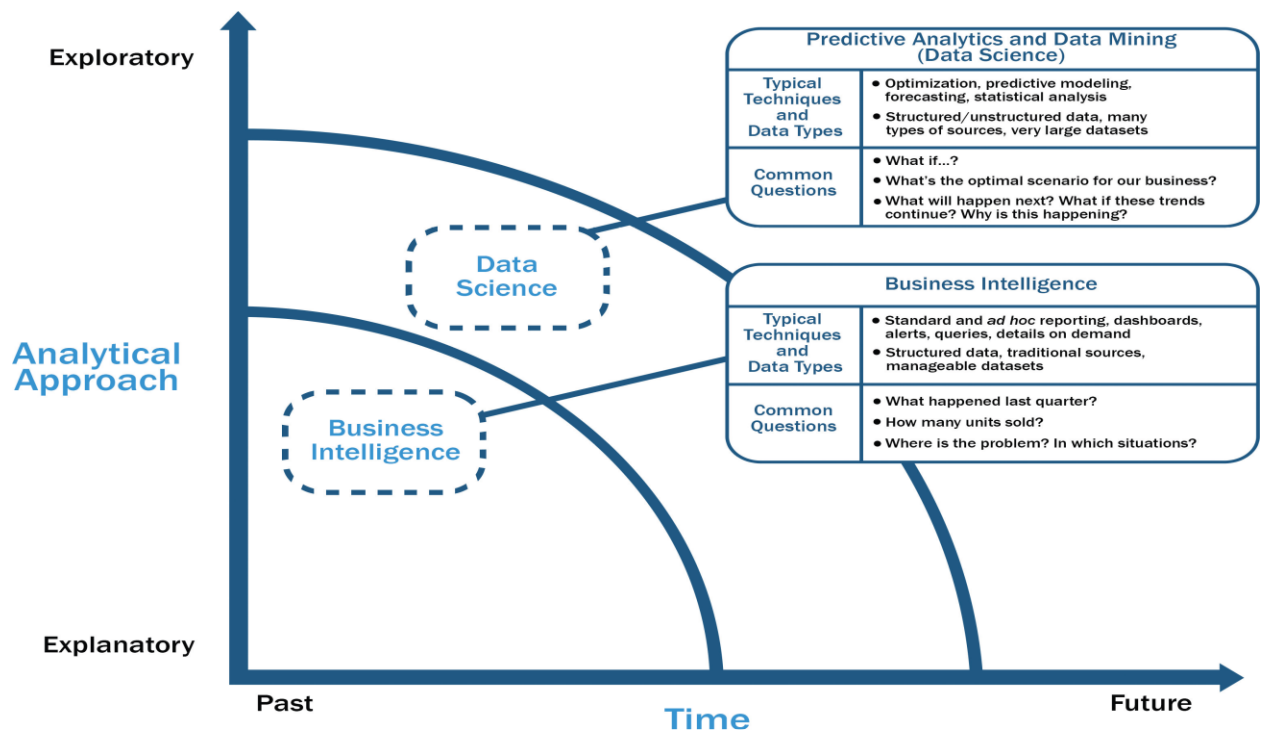 Exploratory
Analytical
Approach
Explanatory
Past
Time
Future
Data
Science
Business
Intelligence
Predictive Analytics and Data Mining
(Data Science)
Typical
Techniques
and
Data Types
• Optimization, predictive modeling,
forecasting, statistical analysis
• Structured/unstructured data, many
types of sources, very large datasets
Common
Questions
• What if...?
• What's the optimal scenario for our business?
• What will happen next? What if these trends
continue? Why is this happening?
Business Intelligence
Typical
Techniques
and
Data Types
• Standard and ad hoc reporting, dashboards,
alerts, queries, details on demand
• Structured data, traditional sources,
manageable datasets
Common
Questions
• What happened last quarter?
• How many units sold?
• Where is the problem? In which situations?